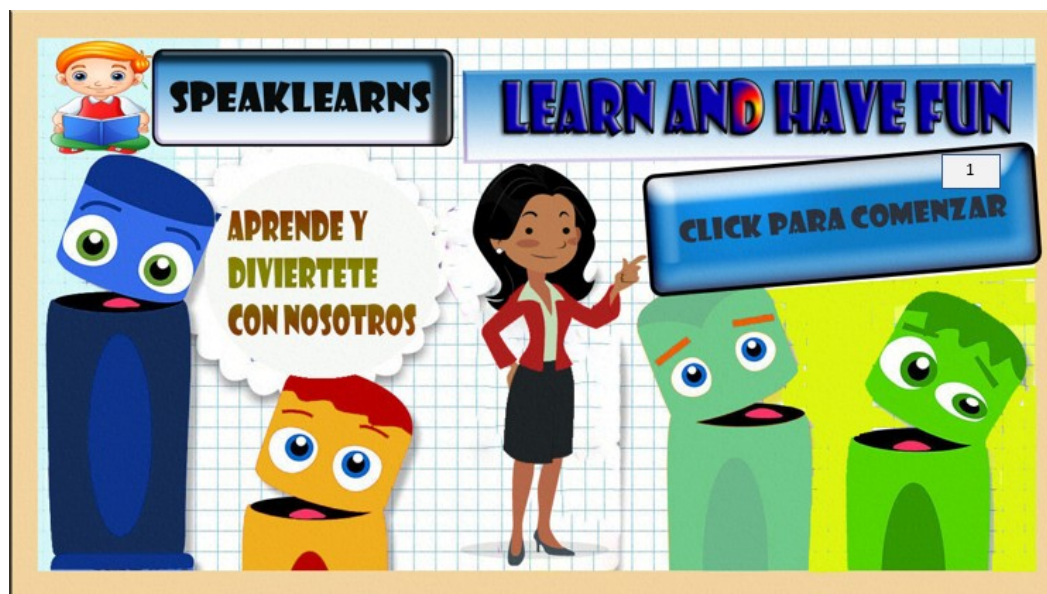 SPEAKLEARNS
LEARN AND HAVE FUN
1
CLICK PARA COMENZAR
APRENDE Y
DIVIERTETE
CON NOSOTROS